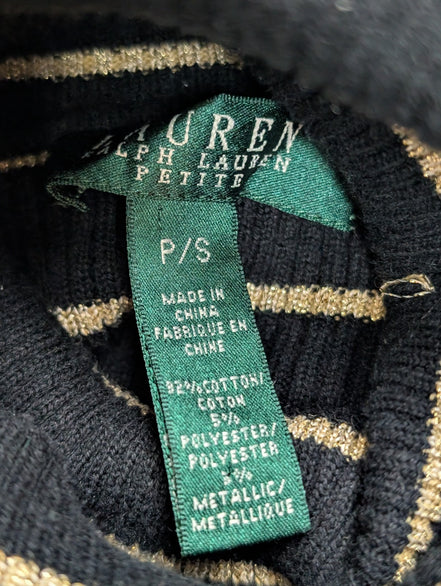 LAUREN
RALPH LAUREN
PETITE
P/S
MADE IN
CHINA
FABRIQUE EN
CHINE
92% COTTON/
COTON
5%
POLYESTER/
POLYESTER
3%
METALLIC/
METALLIQUE